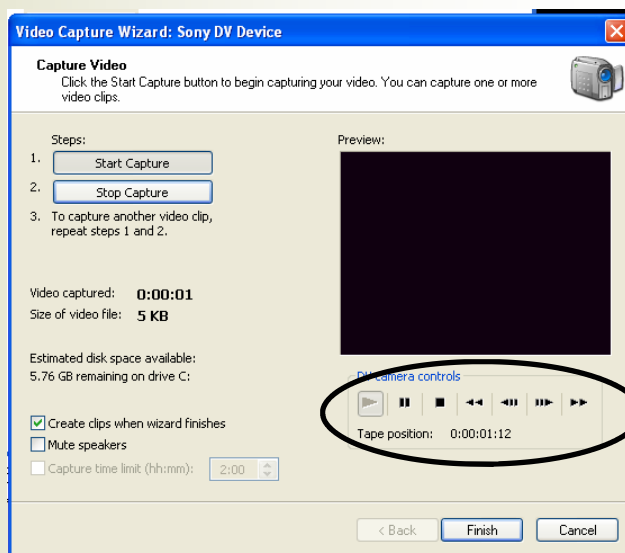 Video Capture Wizard: Sony DV Device
Capture Video
Click the Start Capture button to begin capturing your video. You can capture one or more
video clips.
Steps:
1. Start Capture
2. Stop Capture
3. To capture another video clip,
repeat steps 1 and 2.
Video captured: 0:00:01
Size of video file: 5 KB
Estimated disk space available:
5.76 GB remaining on drive C:
Create clips when wizard finishes
Mute speakers
Capture time limit (hh:mm): 2:00
Preview:
DV camera controls
Tape position: 0:00:01:12
< Back Finish Cancel